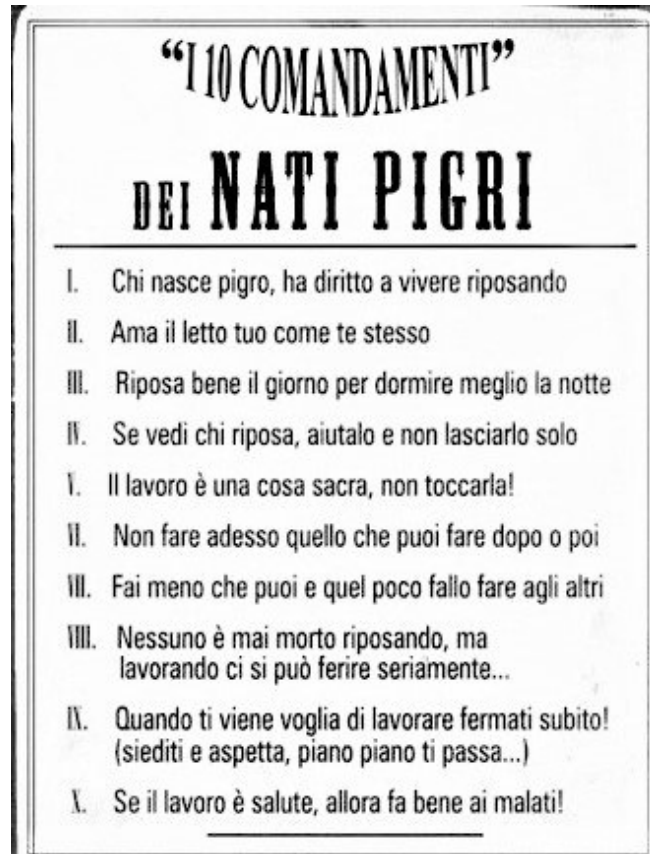 “I 10 COMANDAMENTI”
DEI NATI PIGRI
I. Chi nasce pigro, ha diritto a vivere riposando
II. Ama il letto tuo come te stesso
III. Riposa bene il giorno per dormire meglio la notte
IV. Se vedi chi riposa, aiutalo e non lasciarlo solo
V. Il lavoro è una cosa sacra, non toccarla!
VI. Non fare adesso quello che puoi fare dopo o poi
VII. Fai meno che puoi e quel poco fallo fare agli altri
VIII. Nessuno è mai morto riposando, ma
lavorando ci si può ferire seriamente...
IX. Quando ti viene voglia di lavorare fermati subito!
(siediti e aspetta, piano piano ti passa...)
X. Se il lavoro è salute, allora fa bene ai malati!